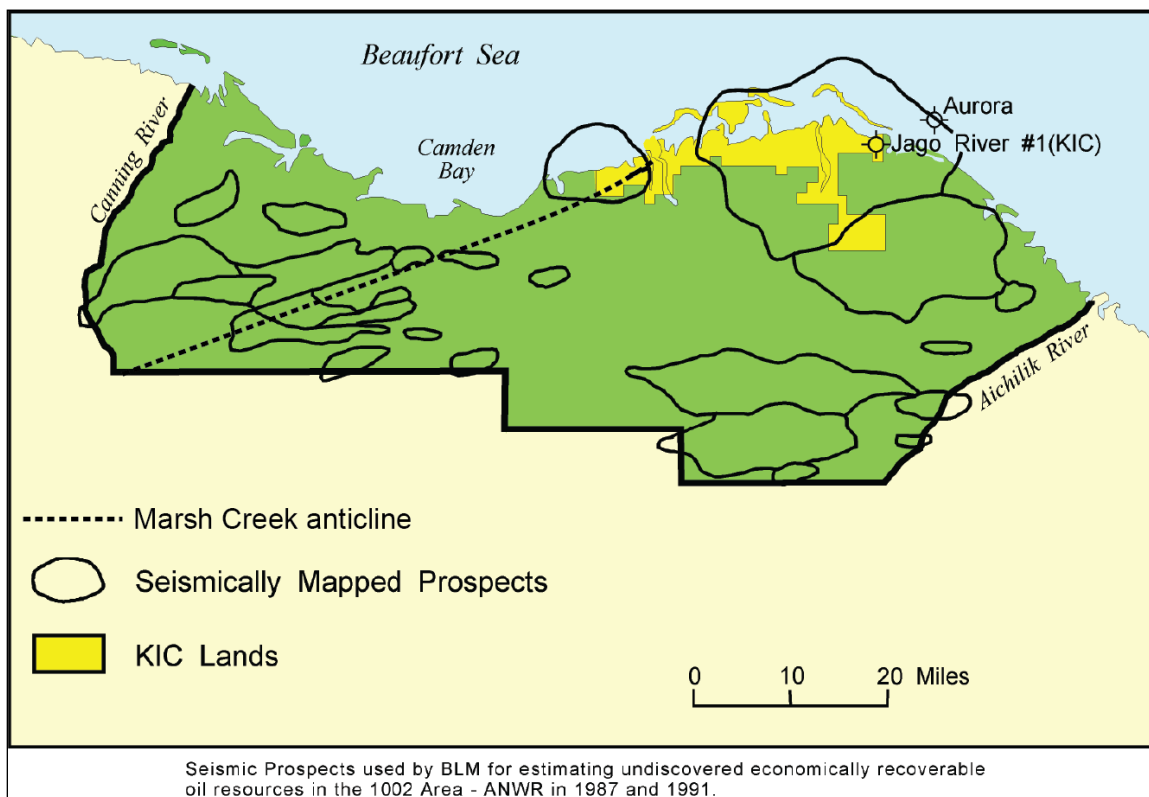 Beaufort Sea
Canning River
Camden
Bay
Aurora
Jago River #1(KIC)
Aichilik River
Marsh Creek anticline
Seismically Mapped Prospects
KIC Lands
0 10 20 Miles
Seismic Prospects used by BLM for estimating undiscovered economically recoverable
oil resources in the 1002 Area - ANWR in 1987 and 1991.